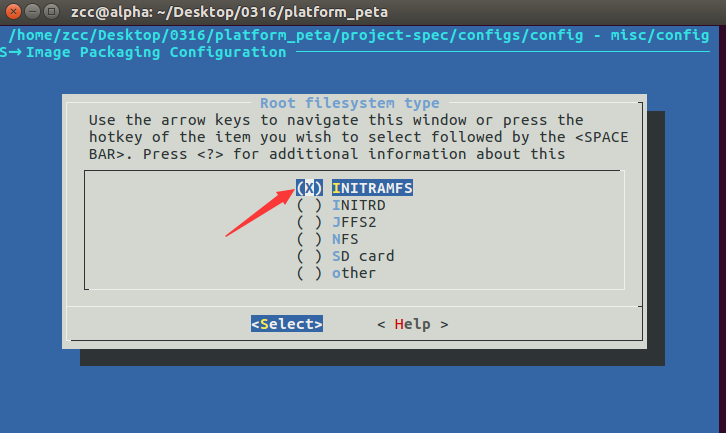 zcc@alpha: ~/Desktop/0316/platform_peta
/home/zcc/Desktop/0316/platform_peta/project-spec/configs/config - misc/config
S→Image Packaging Configuration
Root filesystem type
Use the arrow keys to navigate this window or press the
hotkey of the item you wish to select followed by the <SPACE
BAR>. Press <?> for additional information about this
(X) INITRAMFS
( ) INITRD
( ) JFFS2
( ) NFS
( ) SD card
( ) other
<Select> < Help >